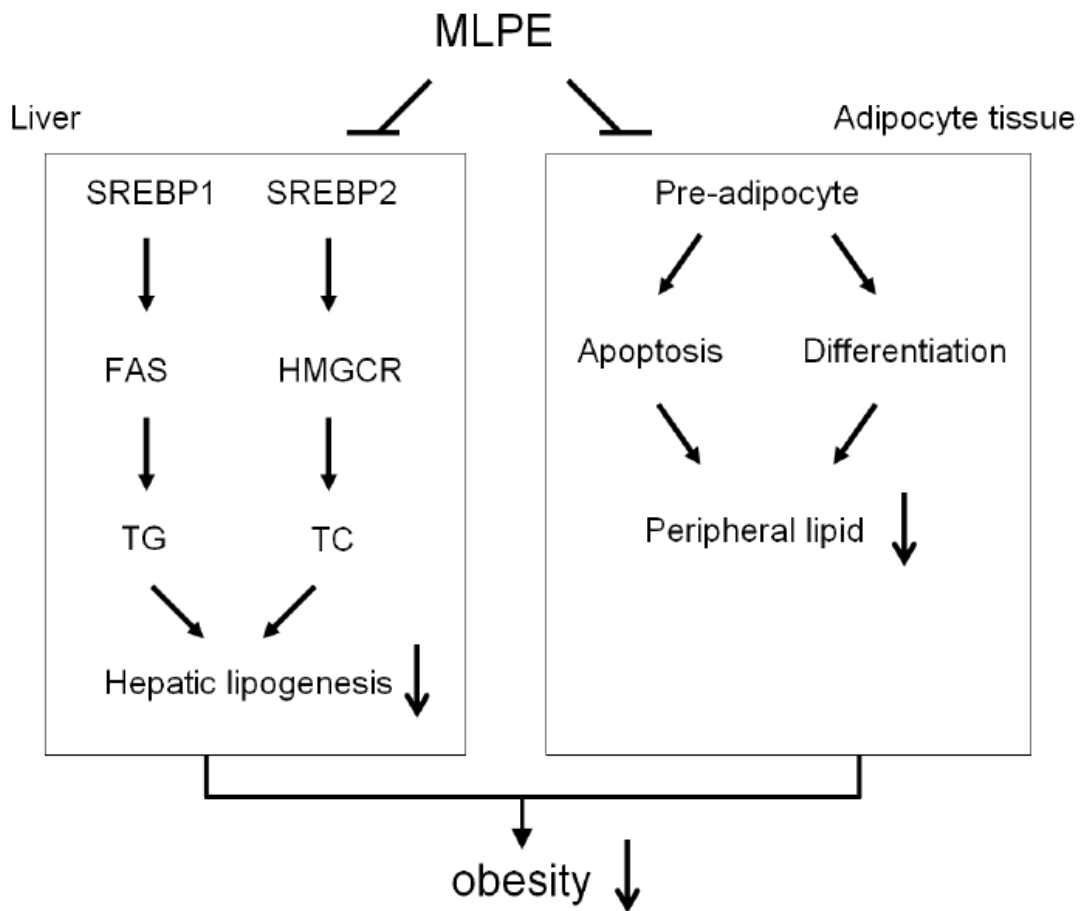 MLPE
Liver
Adipocyte tissue
SREBP1
SREBP2
Pre-adipocyte
FAS
HMGCR
Apoptosis
Differentiation
TG
TC
Peripheral lipid
Hepatic lipogenesis
obesity